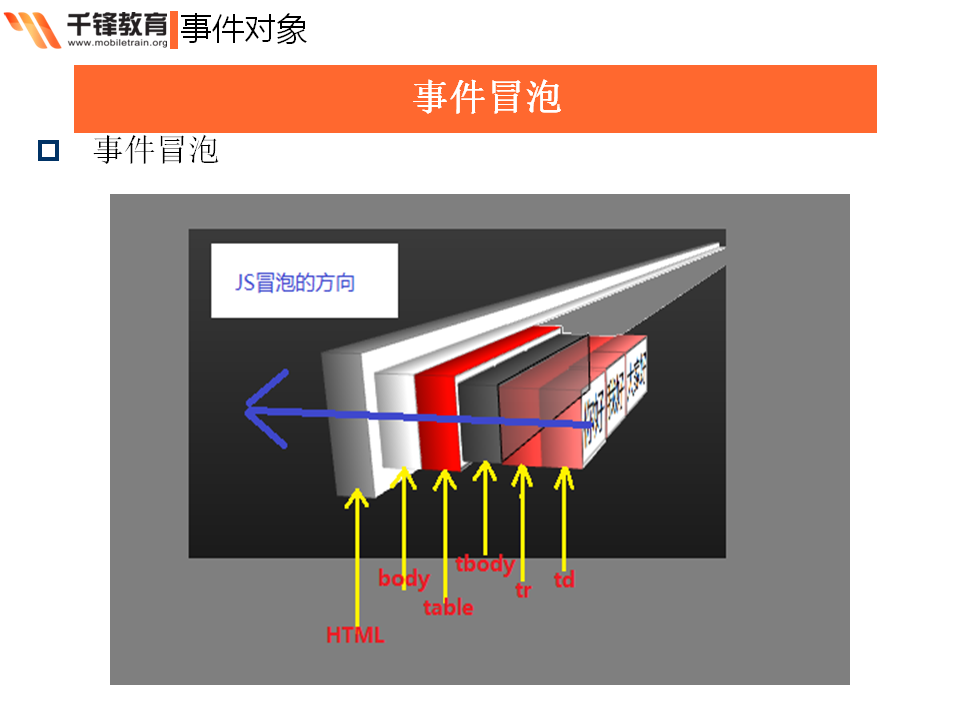 千锋教育
www.mobiletrain.org
事件对象
事件冒泡
事件冒泡
JS冒泡的方向
你好
我好
大家好
tbody
body
td
tr
table
HTML